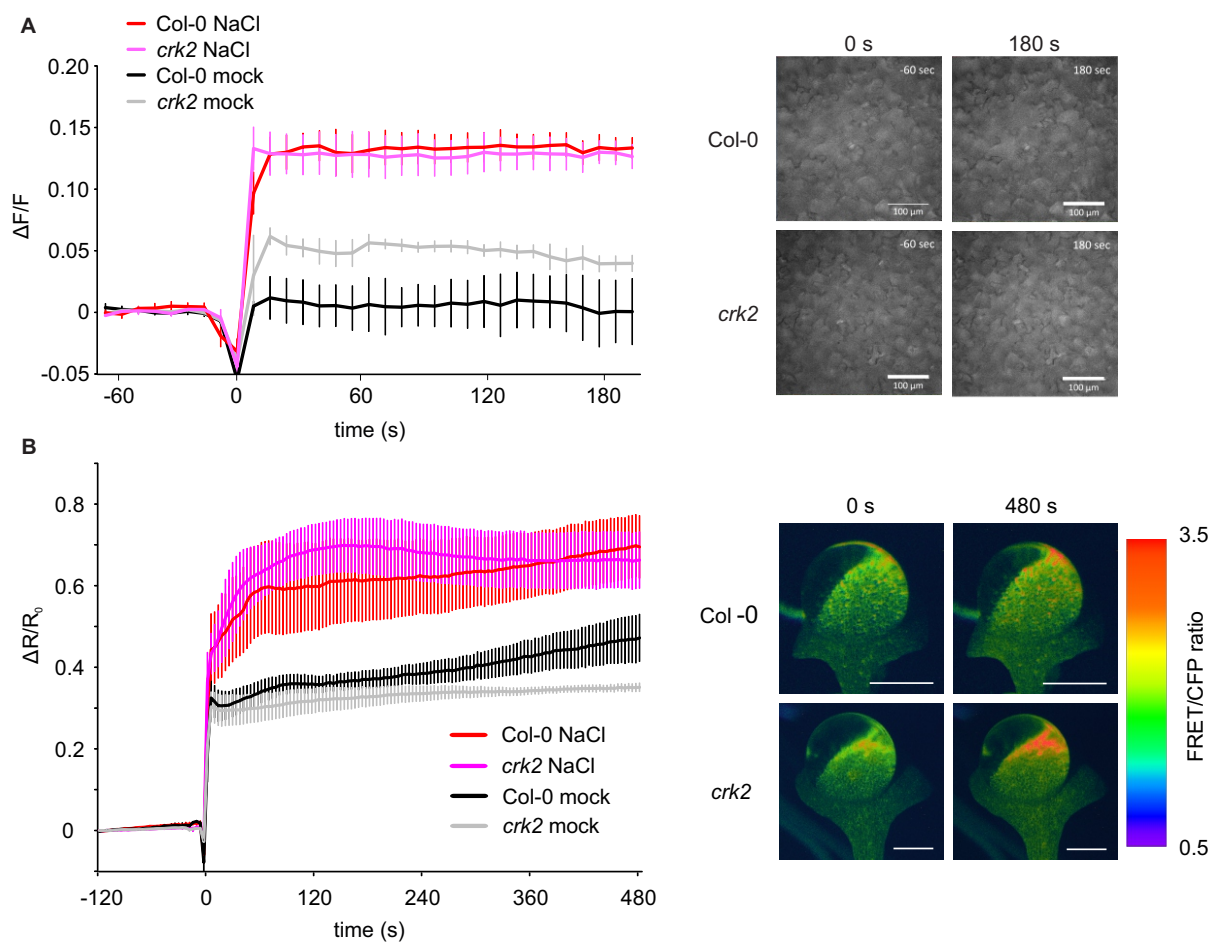 A
Col-0 NaCl
crk2 NaCl
Col-0 mock
crk2 mock
0.20
0.15
0.10
0.05
0
-0.05
ΔF/F
-60
0
60
120
180
time (s)
0 s
180 s
Col-0
-60 sec
100 µm
180 sec
100 µm
crk2
-60 sec
100 µm
180 sec
100 µm
B
0.8
0.6
0.4
0.2
0
ΔR/R₀
Col-0 NaCl
crk2 NaCl
Col-0 mock
crk2 mock
-120
0
120
240
360
480
time (s)
0 s
480 s
Col -0
crk2
3.5
FRET/CFP ratio
0.5